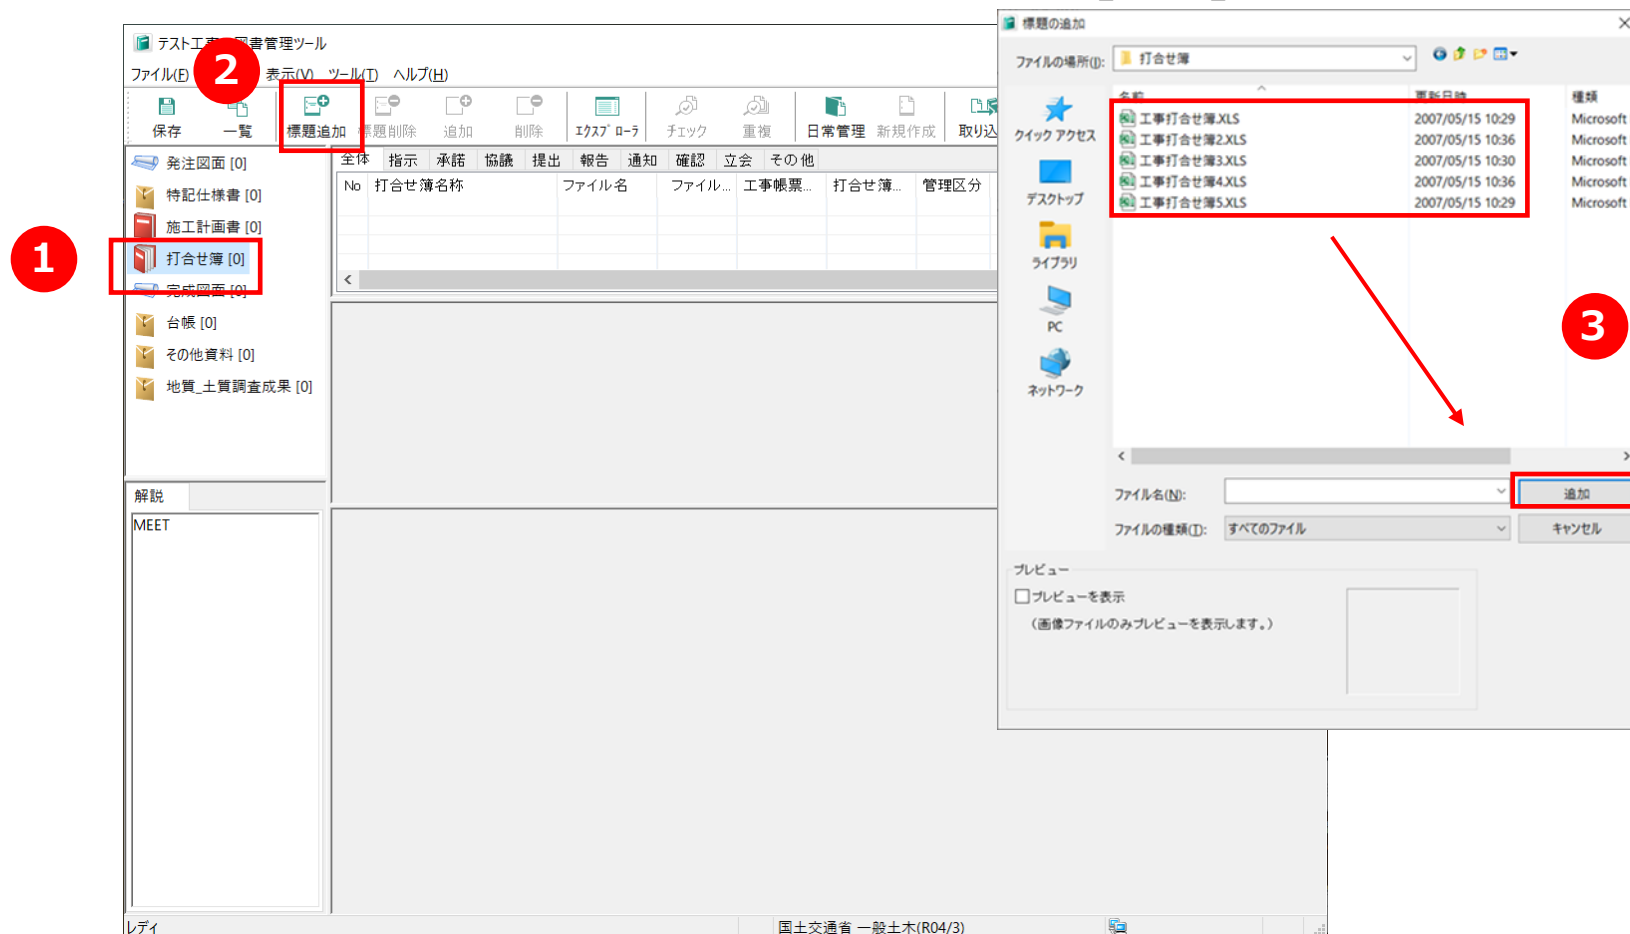 テスト工事 図書管理ツール
ファイル(F) 表示(V) ツール(T) ヘルプ(H)
2
保存 一覧 標題追加 標題削除 追加 削除 ｴｸｽﾌﾟﾛｰﾗ チェック 重複 日常管理 新規作成 取り込
1
発注図面 [0]
特記仕様書 [0]
施工計画書 [0]
打合せ簿 [0]
完成図面 [0]
台帳 [0]
その他資料 [0]
地質_土質調査成果 [0]
全体 指示 承諾 協議 提出 報告 通知 確認 立会 その他
No 打合せ簿名称 ファイル名 ファイル... 工事帳票... 打合せ簿... 管理区分
解説
MEET
レディ
国土交通省 一般土木(R04/3)
標題の追加
ファイルの場所(I): 打合せ簿
クイック アクセス
デスクトップ
ライブラリ
PC
ネットワーク
名前 更新日時 種類
工事打合せ簿.XLS 2007/05/15 10:29 Microsoft
工事打合せ簿2.XLS 2007/05/15 10:36 Microsoft
工事打合せ簿3.XLS 2007/05/15 10:30 Microsoft
工事打合せ簿4.XLS 2007/05/15 10:36 Microsoft
工事打合せ簿5.XLS 2007/05/15 10:29 Microsoft
3
ファイル名(N): 追加
ファイルの種類(T): すべてのファイル キャンセル
プレビュー
プレビューを表示
（画像ファイルのみプレビューを表示します。）